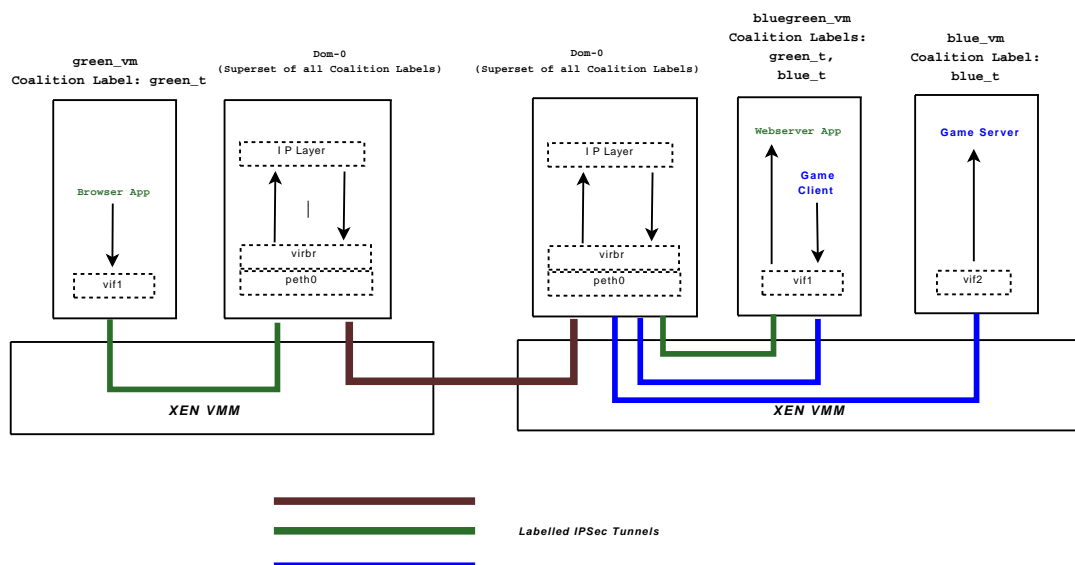 green_vm
Coalition Label: green_t
Dom-0
(Superset of all Coalition Labels)
Dom-0
(Superset of all Coalition Labels)
bluegreen_vm
Coalition Labels:
green_t,
blue_t
blue_vm
Coalition Label:
blue_t
Browser App
vif1
I P Layer
virbr
peth0
I P Layer
virbr
peth0
Webserver App
Game
Client
vif1
Game Server
vif2
XEN VMM
XEN VMM
Labelled IPSec Tunnels